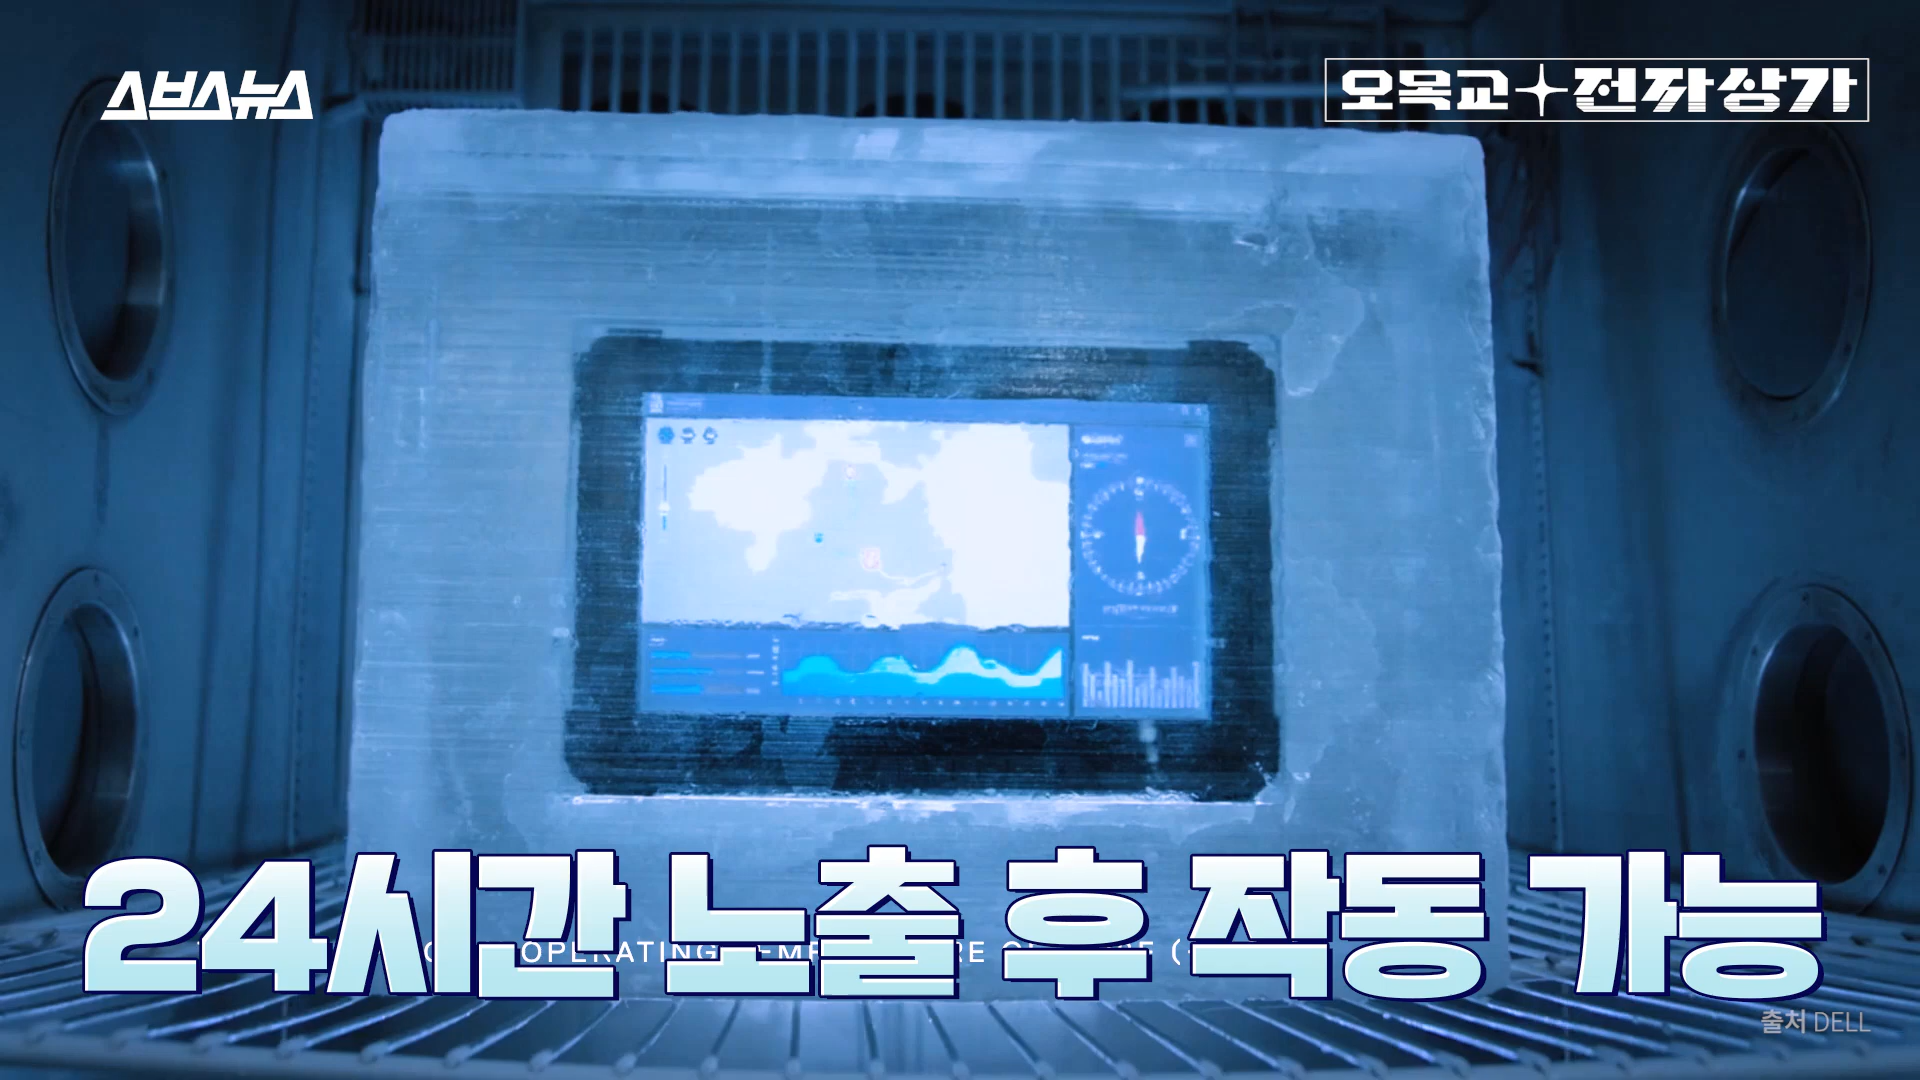 스브스뉴스
오목교 전자상가
OPERATING
24시간 노출 후 작동 가능
출처 DELL